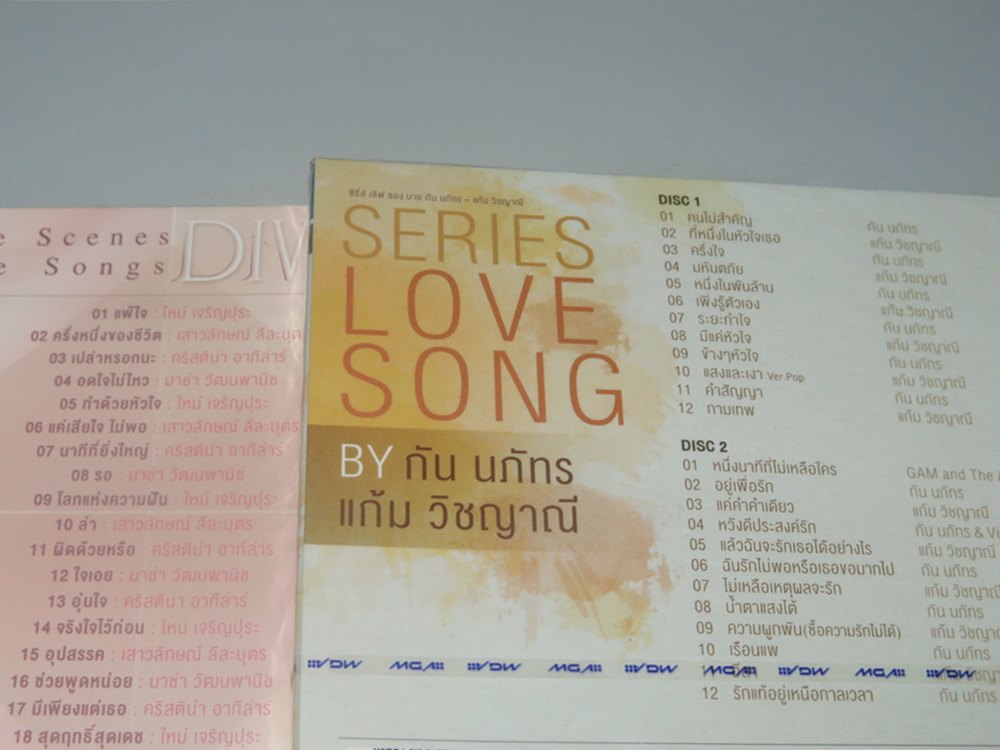 e Scenes
e Songs
DIV
01 แพ้ใจ : ใหม่ เจริญปุระ
02 ครึ่งหนึ่งของชีวิต : เสาวลักษณ์ ลีละบุต
03 เปล่าหรอกนะ : คริสติน่า อากีล่าร์
04 อดใจไม่ไหว : มาช่า วัฒนพานิช
05 ทำด้วยหัวใจ : ใหม่ เจริญปุระ
06 แค่เสียใจ ไม่พอ : เสาวลักษณ์ ลีละบุตร
07 นาทีที่ยิ่งใหญ่ : คริสติน่า อากีล่าร์
08 รอ : มาช่า วัฒนพานิช
09 โลกแห่งความฝัน : ใหม่ เจริญปุระ
10 ล่า : เสาวลักษณ์ ลีละบุตร
11 ผิดด้วยหรือ : คริสติน่า อากีล่าร์
12 ใจเอย : มาช่า วัฒนพานิช
13 อุ่นใจ : คริสติน่า อากีล่าร์
14 จริงใจไว้ก่อน : ใหม่ เจริญปุระ
15 อุปสรรค : เสาวลักษณ์ ลีละบุตร
16 ช่วยพูดหน่อย : มาช่า วัฒนพานิช
17 มีเพียงแต่เธอ : คริสติน่า อากีล่าร์
18 สุดฤทธิ์สุดเดช : ใหม่ เจริญปุระ
ซีรี่ส์ เลิฟ ซอง บาย กัน นภัทร - แก้ม วิชญาณี
SERIES
LOVE
SONG
BY กัน นภัทร
แก้ม วิชญาณี
DISC 1
01 คนไม่สำคัญ กัน นภัทร
02 ที่หนึ่งในหัวใจเธอ แก้ม วิชญาณี
03 ครึ่งใจ กัน นภัทร
04 มหันตภัย แก้ม วิชญาณี
05 หนึ่งในพันล้าน กัน นภัทร
06 เพิ่งรู้ตัวเอง แก้ม วิชญาณี
07 ระยะทำใจ กัน นภัทร
08 มีแค่หัวใจ แก้ม วิชญาณี
09 ข้างๆหัวใจ กัน นภัทร
10 แสงและเงา Ver.Pop แก้ม วิชญาณี
11 คำสัญญา กัน นภัทร
12 กามเทพ แก้ม วิชญาณี
DISC 2
01 หนึ่งนาทีที่ไม่เหลือใคร GAM and The
02 อยู่เพื่อรัก กัน นภัทร
03 แค่คำคำเดียว แก้ม วิชญาณี
04 หวังดีประสงค์รัก กัน นภัทร & Vi
05 แล้วฉันจะรักเธอได้อย่างไร แก้ม วิชญาณี
06 ฉันรักไม่พอหรือเธอขอมากไป กัน นภัทร
07 ไม่เหลือเหตุผลจะรัก แก้ม วิชญาณี
08 น้ำตาแสงใต้ กัน นภัทร
09 ความผูกพัน(ซื้อความรักไม่ได้) แก้ม วิชญา
10 เรือนแพ กัน นภัทร
VDW MGA VDW MGA VDW MGA VDW MGA VDW
12 รักแท้อยู่เหนือกาลเวลา กัน นภัทร